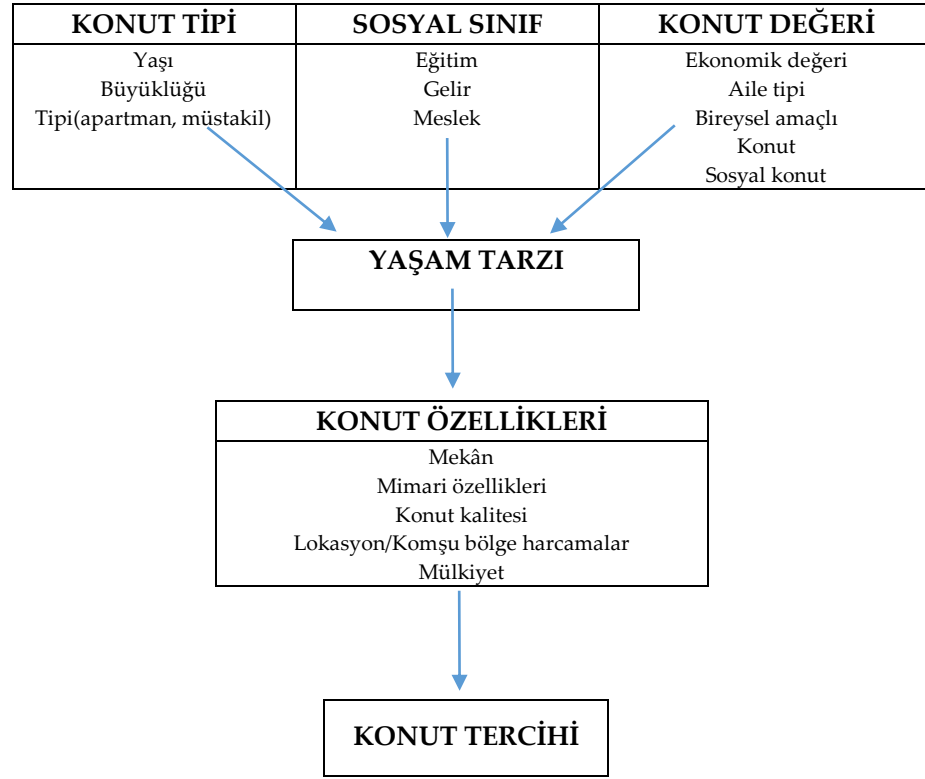 KONUT TİPİ
Yaşı
Büyüklüğü
Tipi(apartman, müstakil)
SOSYAL SINIF
Eğitim
Gelir
Meslek
KONUT DEĞERİ
Ekonomik değeri
Aile tipi
Bireysel amaçlı
Konut
Sosyal konut
YAŞAM TARZI
KONUT ÖZELLİKLERİ
Mekân
Mimari özellikleri
Konut kalitesi
Lokasyon/Komşu bölge harcamalar
Mülkiyet
KONUT TERCİHİ